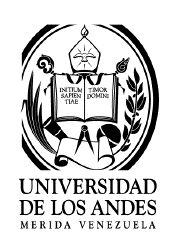 INITIUM
SAPIEN
TIAE
TIMOR
DOMINI
UNIVERSIDAD
DE LOS ANDES
MERIDA VENEZUELA